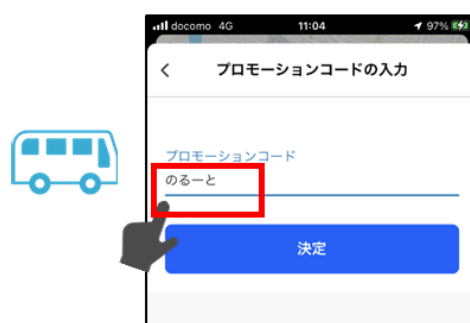 docomo 4G 11:04 97%
プロモーションコードの入力
プロモーションコード
のるーと
決定